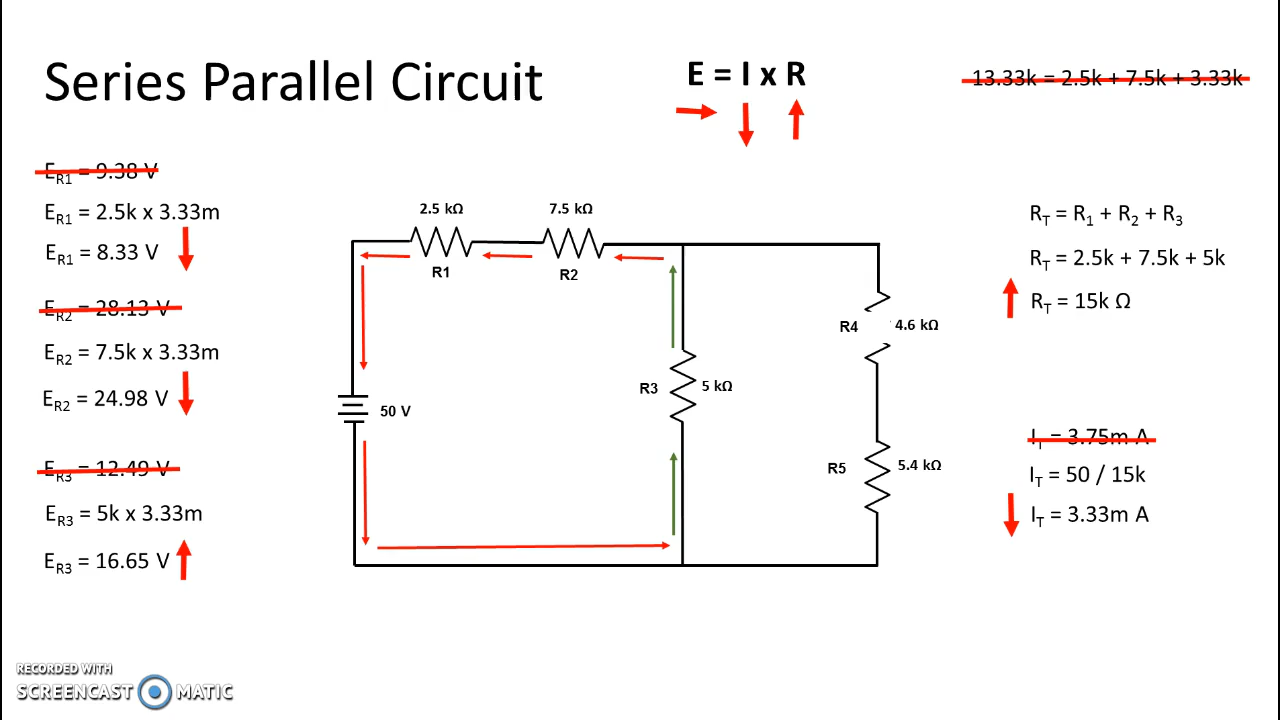 Series Parallel Circuit
E = I x R
13.33k = 2.5k + 7.5k + 3.33k
E_R1 = 9.38 V
E_R1 = 2.5k x 3.33m
E_R1 = 8.33 V
E_R2 = 28.13 V
E_R2 = 7.5k x 3.33m
E_R2 = 24.98 V
E_R3 = 12.49 V
E_R3 = 5k x 3.33m
E_R3 = 16.65 V
2.5 kΩ
7.5 kΩ
R1
R2
50 V
R3
5 kΩ
R4
4.6 kΩ
R5
5.4 kΩ
R_T = R_1 + R_2 + R_3
R_T = 2.5k + 7.5k + 5k
R_T = 15k Ω
I_T = 3.75m A
I_T = 50 / 15k
I_T = 3.33m A
RECORDED WITH
SCREENCAST MATIC